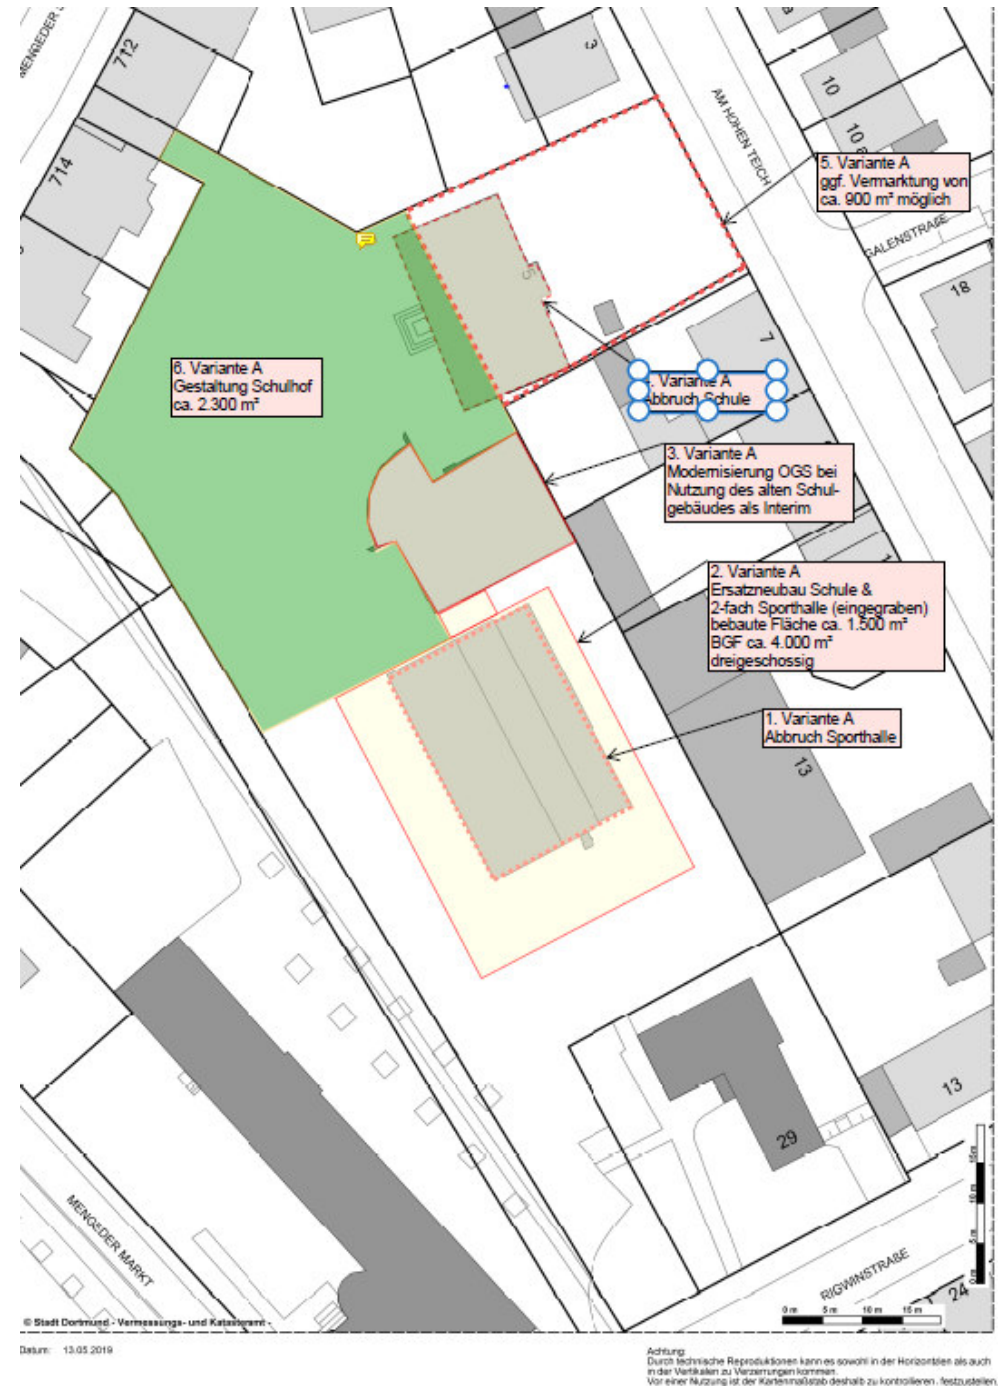 712
714
3
10
10 a
AM HOHEN TEICH
5. Variante A
ggf. Vermarktung von
ca. 900 m² möglich
GALENSTRAßE
18
5
7
6. Variante A
Gestaltung Schulhof
ca. 2.300 m²
. Variante A
Abbruch Schule
3. Variante A
Modernisierung OGS bei
Nutzung des alten Schul-
gebäudes als Interim
2. Variante A
Ersatzneubau Schule &
2-fach Sporthalle (eingegraben)
bebaute Fläche ca. 1.500 m²
BGF ca. 4.000 m²
dreigeschossig
1. Variante A
Abbruch Sporthalle
13
13
29
MENGEDER MARKT
RIGWINSTRAßE
24
0 m 5 m 10 m 15 m
0 m 5 m 10 m 15 m
© Stadt Dortmund - Vermessungs- und Katasteramt -
Datum: 13.05.2019
Achtung:
Durch technische Reproduktionen kann es sowohl in der Horizontalen als auch
in der Vertikalen zu Verzerrungen kommen.
Vor einer Nutzung ist der Kartenmaßstab deshalb zu kontrollieren, festzustellen,